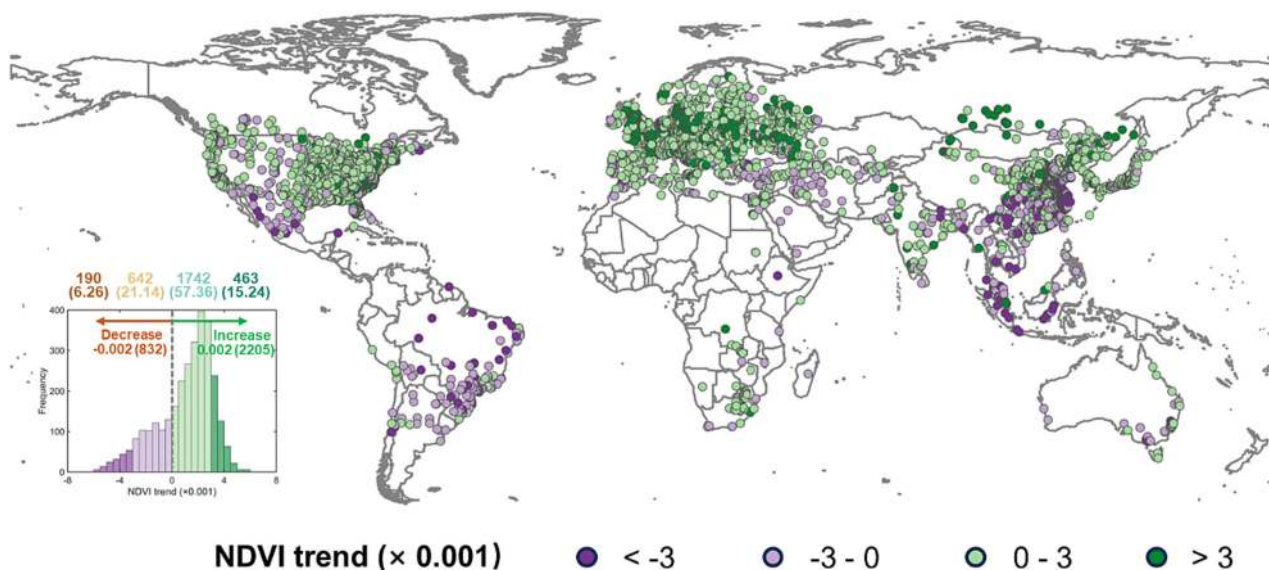 190 642 1742 463
(6.26) (21.14) (57.36) (15.24)
400
Decrease Increase
-0.002 (832) 0.002 (2205)
300
Frequency
200
100
0
-8 -4 0 4 8
NDVI trend (×0.001)
NDVI trend (× 0.001) < -3 -3 - 0 0 - 3 > 3